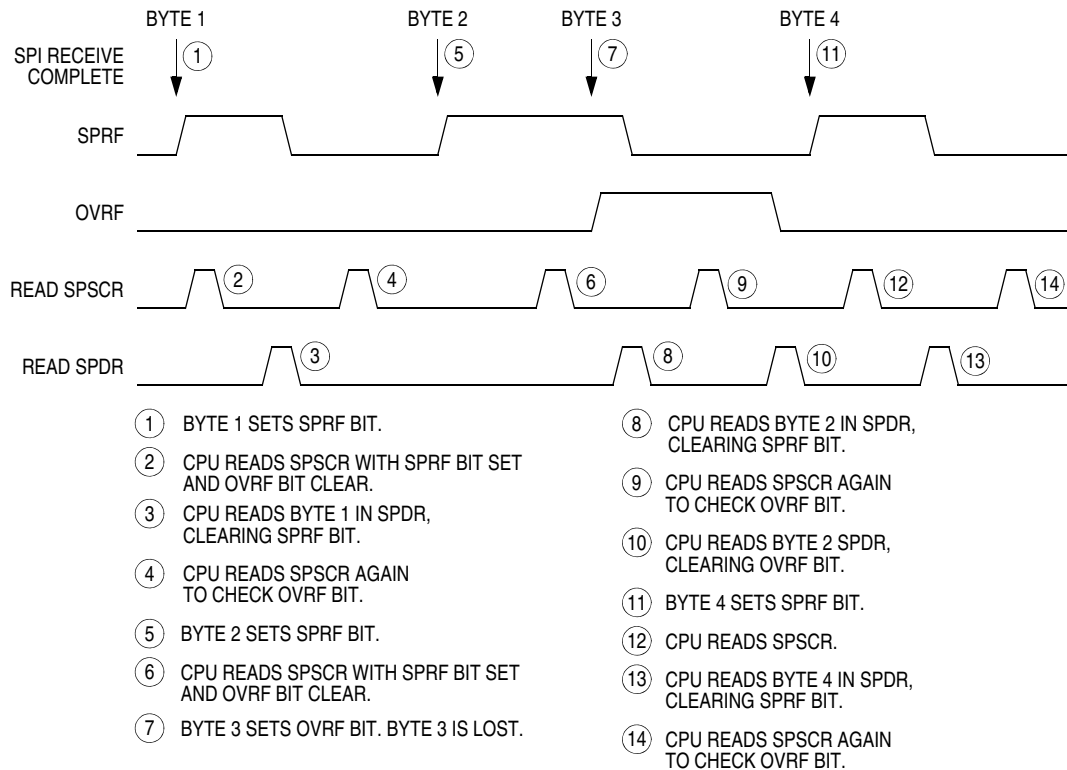 BYTE 1
BYTE 2
BYTE 3
BYTE 4
SPI RECEIVE
COMPLETE
1
5
7
11
SPRF
OVRF
READ SPSCR
2
4
6
9
12
14
READ SPDR
3
8
10
13
1 BYTE 1 SETS SPRF BIT.
2 CPU READS SPSCR WITH SPRF BIT SET
AND OVRF BIT CLEAR.
3 CPU READS BYTE 1 IN SPDR,
CLEARING SPRF BIT.
4 CPU READS SPSCR AGAIN
TO CHECK OVRF BIT.
5 BYTE 2 SETS SPRF BIT.
6 CPU READS SPSCR WITH SPRF BIT SET
AND OVRF BIT CLEAR.
7 BYTE 3 SETS OVRF BIT. BYTE 3 IS LOST.
8 CPU READS BYTE 2 IN SPDR,
CLEARING SPRF BIT.
9 CPU READS SPSCR AGAIN
TO CHECK OVRF BIT.
10 CPU READS BYTE 2 SPDR,
CLEARING OVRF BIT.
11 BYTE 4 SETS SPRF BIT.
12 CPU READS SPSCR.
13 CPU READS BYTE 4 IN SPDR,
CLEARING SPRF BIT.
14 CPU READS SPSCR AGAIN
TO CHECK OVRF BIT.